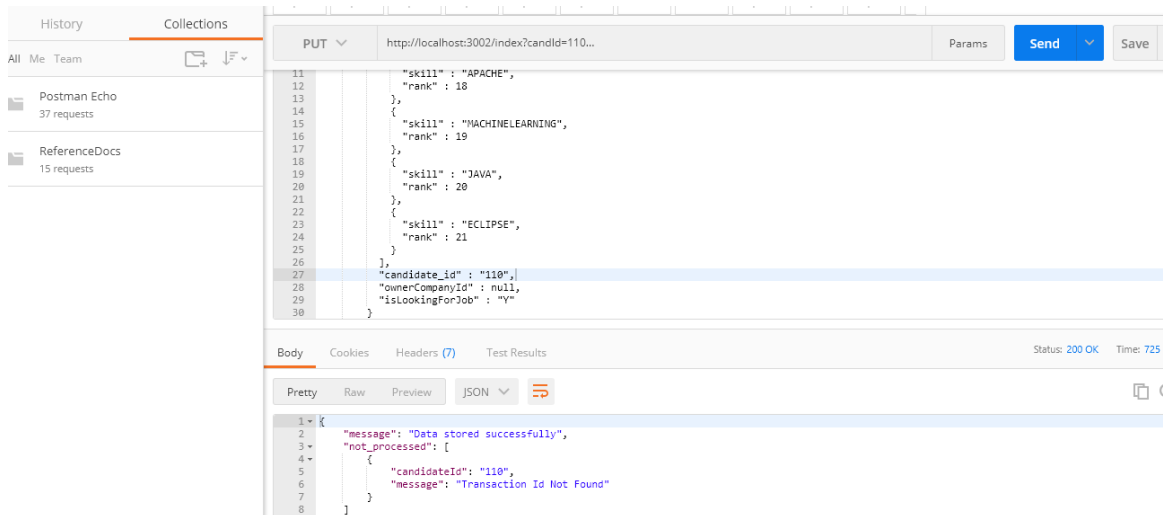 History Collections
All Me Team
Postman Echo
37 requests
ReferenceDocs
15 requests
PUT http://localhost:3002/index?candId=110... Params Send Save
11 "skill" : "APACHE",
12 "rank" : 18
13 },
14 {
15 "skill" : "MACHINELEARNING",
16 "rank" : 19
17 },
18 {
19 "skill" : "JAVA",
20 "rank" : 20
21 },
22 {
23 "skill" : "ECLIPSE",
24 "rank" : 21
25 }
26 ],
27 "candidate_id" : "110",
28 "ownerCompanyId" : null,
29 "isLookingForJob" : "Y"
30 }
Body Cookies Headers (7) Test Results Status: 200 OK Time: 725
Pretty Raw Preview JSON
1 {
2 "message": "Data stored successfully",
3 "not_processed": [
4 {
5 "candidateId": "110",
6 "message": "Transaction Id Not Found"
7 }
8 ]